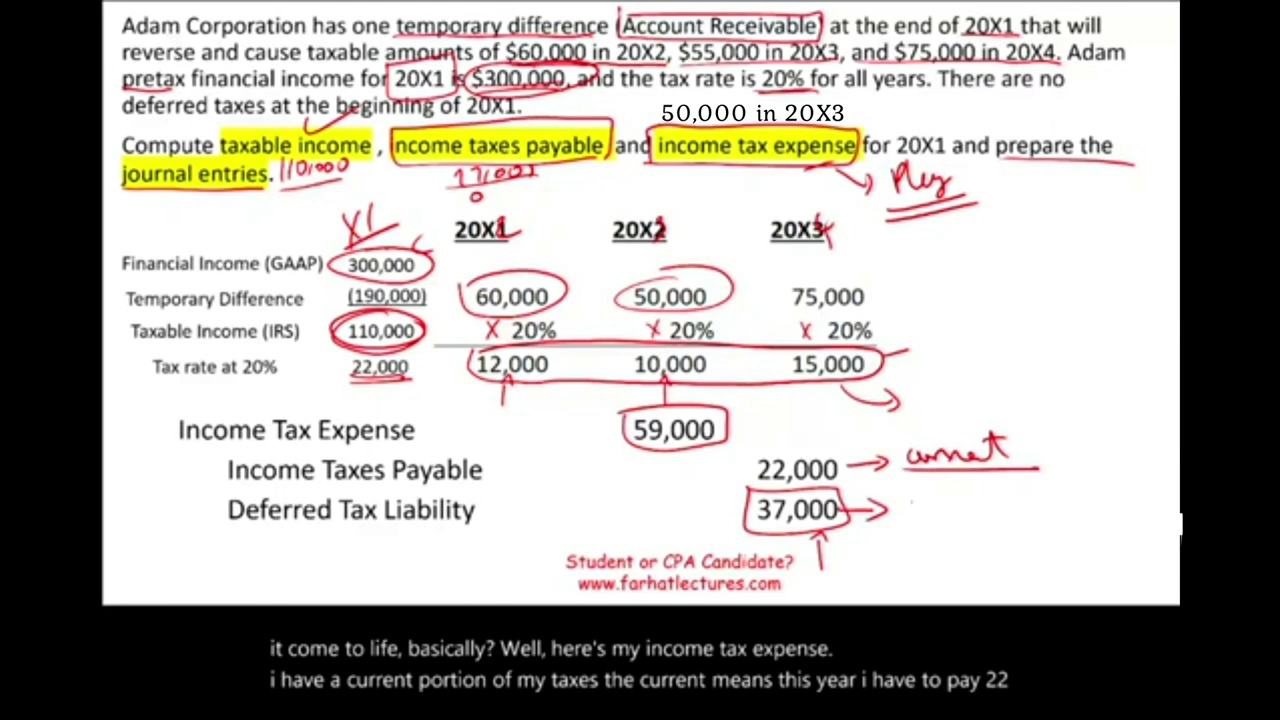 Adam Corporation has one temporary difference (Account Receivable) at the end of 20X1 that will
reverse and cause taxable amounts of $60,000 in 20X2, $55,000 in 20X3, and $75,000 in 20X4. Adam
pretax financial income for 20X1 is $300,000, and the tax rate is 20% for all years. There are no
deferred taxes at the beginning of 20X1.
50,000 in 20X3
Compute taxable income , income taxes payable, and income tax expense for 20X1 and prepare the
journal entries. 110,000
X1 20X1 20X2 20X3 4
Financial Income (GAAP) 300,000
Temporary Difference (190,000) 60,000 50,000 75,000
Taxable Income (IRS) 110,000 X 20% X 20% X 20%
Tax rate at 20% 22,000 12,000 10,000 15,000
Income Tax Expense 59,000
Income Taxes Payable 22,000 current
Deferred Tax Liability 37,000
Student or CPA Candidate?
www.farhatlectures.com
it come to life, basically? Well, here's my income tax expense.
i have a current portion of my taxes the current means this year i have to pay 22